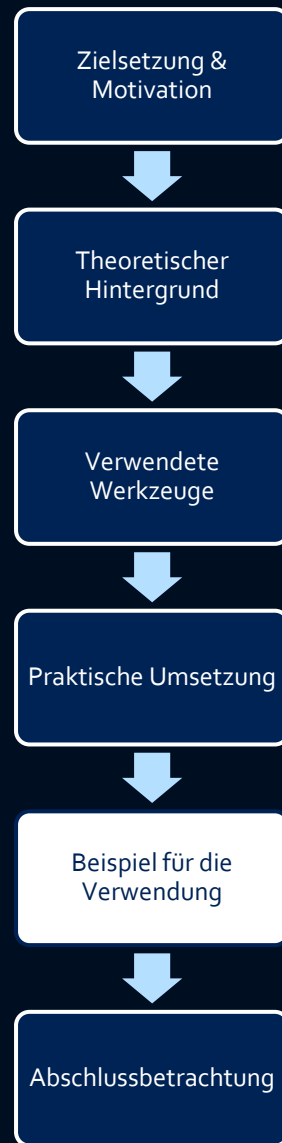 Zielsetzung &
Motivation
Theoretischer
Hintergrund
Verwendete
Werkzeuge
Praktische Umsetzung
Beispiel für die
Verwendung
Abschlussbetrachtung